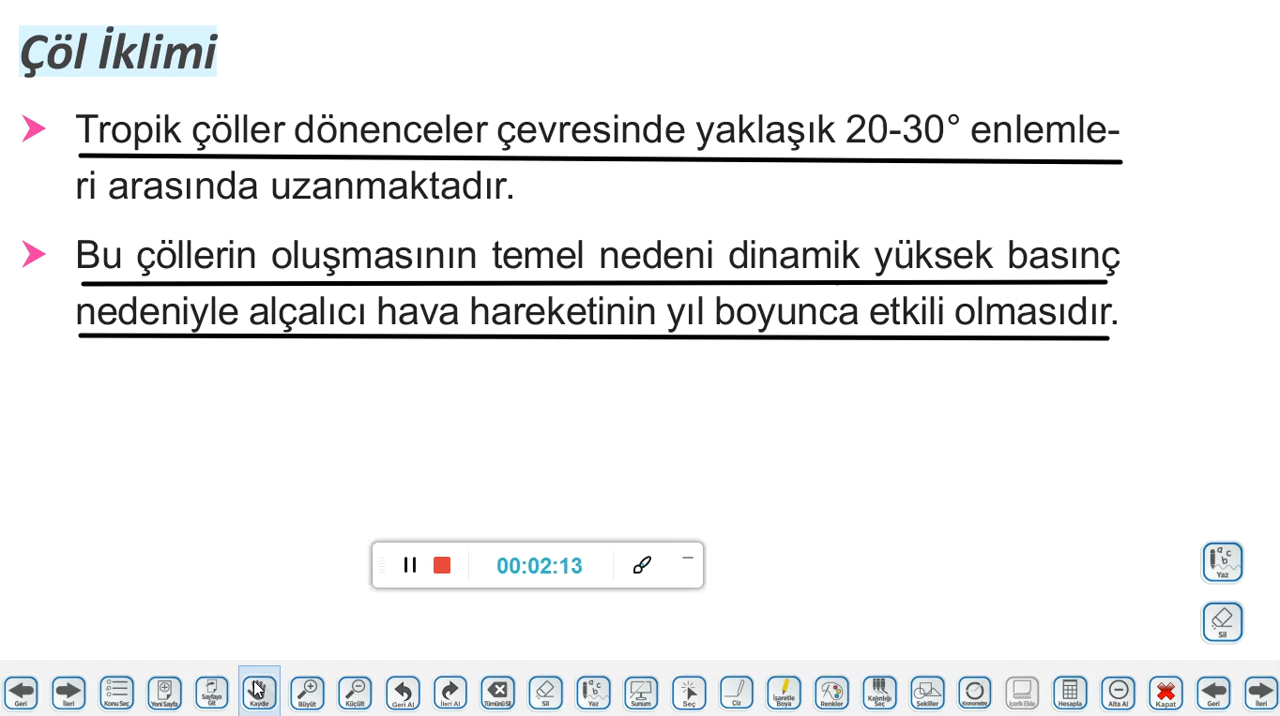 Çöl İklimi
Tropik çöller dönenceler çevresinde yaklaşık 20-30° enlemle-
ri arasında uzanmaktadır.
Bu çöllerin oluşmasının temel nedeni dinamik yüksek basınç
nedeniyle alçalıcı hava hareketinin yıl boyunca etkili olmasıdır.
00:02:13
a b c
Yaz
Sil
Geri İleri Konu Seç Yeni Sayfa Sayfaya Git Kaydır Büyüt Küçült Geri Al İleri Al Tümünü Sil Sil Yaz Sunum Seç Çiz İşaretle Boya Renkler Kalınlığı Seç Şekiller Kronometre İçerik Ekle Hesapla Alta Al Kapat Geri İleri